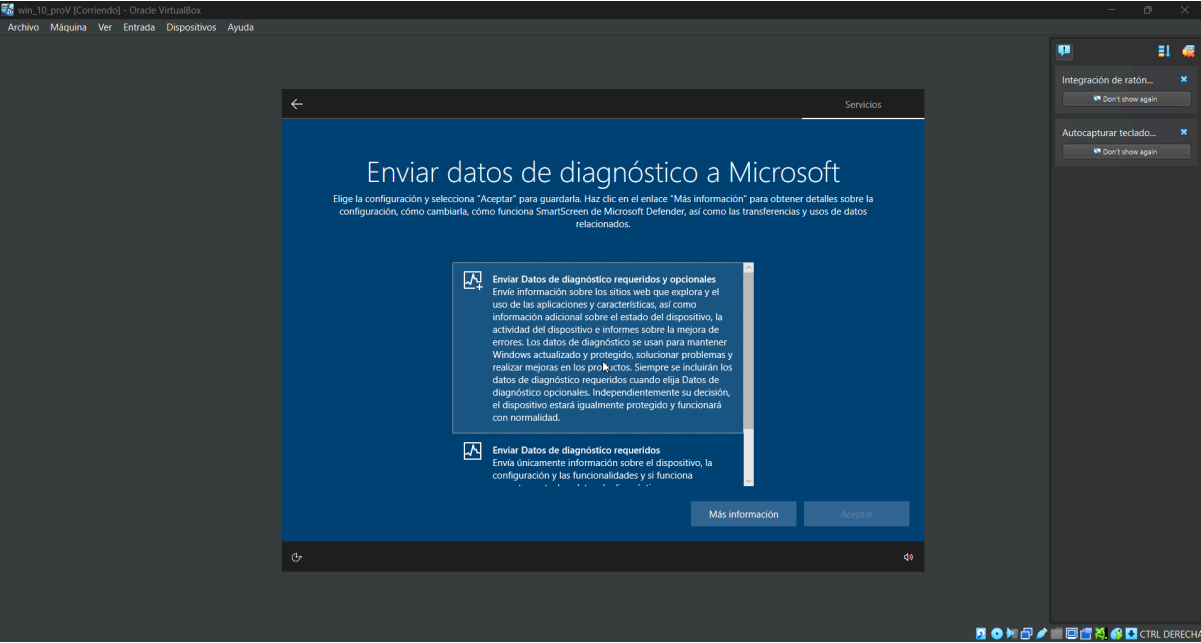 win_10_proV [Corriendo] - Oracle VirtualBox
Archivo Máquina Ver Entrada Dispositivos Ayuda
Integración de ratón...
Don't show again
Autocapturar teclado...
Don't show again
Servicios
Enviar datos de diagnóstico a Microsoft
Elige la configuración y selecciona "Aceptar" para guardarla. Haz clic en el enlace "Más información" para obtener detalles sobre la
configuración, cómo cambiarla, cómo funciona SmartScreen de Microsoft Defender, así como las transferencias y usos de datos
relacionados.
Enviar Datos de diagnóstico requeridos y opcionales
Envíe información sobre los sitios web que explora y el
uso de las aplicaciones y características, así como
información adicional sobre el estado del dispositivo, la
actividad del dispositivo e informes sobre la mejora de
errores. Los datos de diagnóstico se usan para mantener
Windows actualizado y protegido, solucionar problemas y
realizar mejoras en los productos. Siempre se incluirán los
datos de diagnóstico requeridos cuando elija Datos de
diagnóstico opcionales. Independientemente su decisión,
el dispositivo estará igualmente protegido y funcionará
con normalidad.
Enviar Datos de diagnóstico requeridos
Envía únicamente información sobre el dispositivo, la
configuración y las funcionalidades y si funciona
Más información
Aceptar
CTRL DERECHA